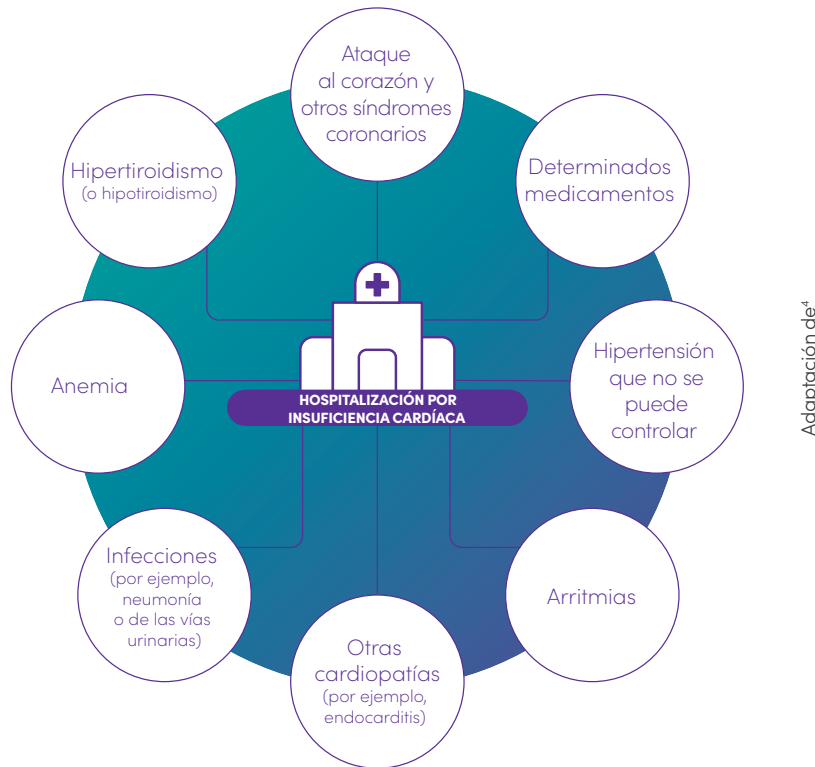 Ataque
al corazón y
otros síndromes
coronarios
Determinados
medicamentos
Hipertensión
que no se
puede
controlar
Arritmias
Otras
cardiopatías
(por ejemplo,
endocarditis)
Infecciones
(por ejemplo,
neumonía
o de las vías
urinarias)
Anemia
Hipertiroidismo
(o hipotiroidismo)
HOSPITALIZACIÓN POR
INSUFICIENCIA CARDÍACA
Adaptación de⁴